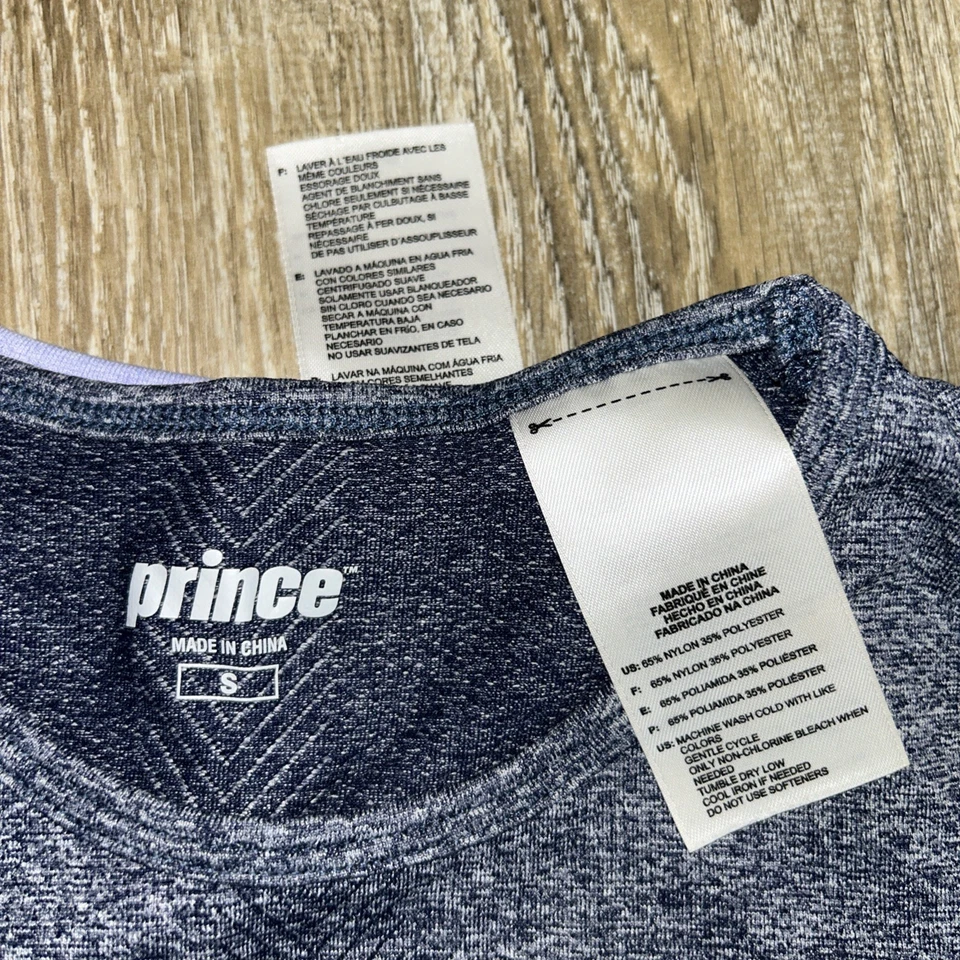 F: LAVER À L'EAU FROIDE AVEC LES
MÊME COULEURS
ESSORAGE DOUX
AGENT DE BLANCHIMENT SANS
CHLORE SEULEMENT SI NÉCESSAIRE
SÉCHAGE PAR CULBUTAGE À BASSE
TEMPÉRATURE
REPASSAGE À FER DOUX, SI
NÉCESSAIRE
DE PAS UTILISER D'ASSOUPLISSEUR
E: LAVADO A MÁQUINA EN AGUA FRIA
CON COLORES SIMILARES
CENTRIFUGADO SUAVE
SOLAMENTE USAR BLANQUEADOR
SIN CLORO CUANDO SEA NECESARIO
SECAR A MÁQUINA CON
TEMPERATURA BAJA
PLANCHAR EN FRÍO, EN CASO
NECESARIO
NO USAR SUAVIZANTES DE TELA
LAVAR NA MÁQUINA COM ÁGUA FRIA
CORES SEMELHANTES
prince™
MADE IN CHINA
S
MADE IN CHINA
FABRIQUÉ EN CHINE
HECHO EN CHINA
FABRICADO NA CHINA
US: 65% NYLON 35% POLYESTER
F: 65% NYLON 35% POLYESTER
E: 65% POLIAMIDA 35% POLIÉSTER
P: 65% POLIAMIDA 35% POLIÉSTER
US: MACHINE WASH COLD WITH LIKE
COLORS
GENTLE CYCLE
ONLY NON-CHLORINE BLEACH WHEN
NEEDED
TUMBLE DRY LOW
COOL IRON IF NEEDED
DO NOT USE SOFTENERS